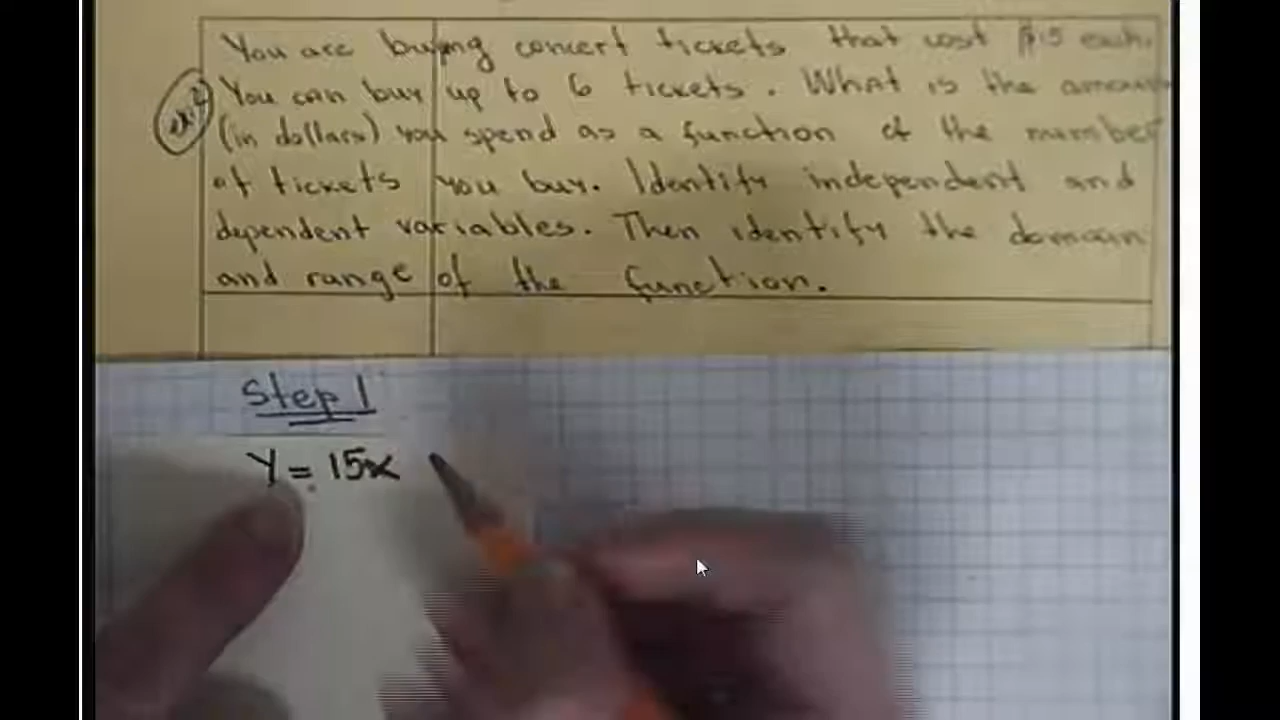 You are buying concert tickets that cost $15 each.
ex2 You can buy up to 6 tickets. What is the amount
(in dollars) you spend as a function of the number
of tickets you buy. Identify independent and
dependent variables. Then identify the domain
and range of the function.
Step 1
Y = 15x